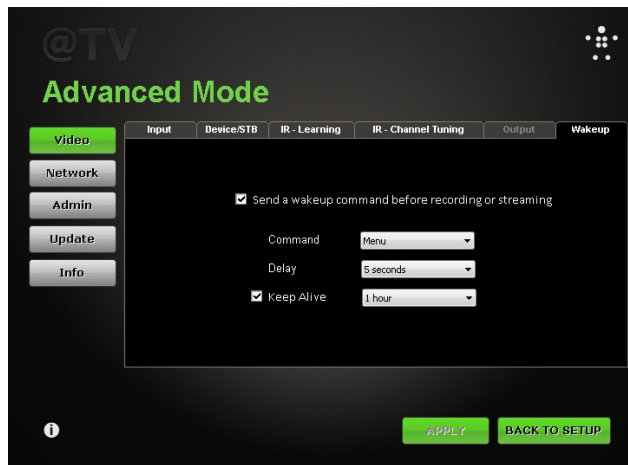 @TV
Advanced Mode
Video
Network
Admin
Update
Info
Input Device/STB IR - Learning IR - Channel Tuning Output Wakeup
Send a wakeup command before recording or streaming
Command Menu
Delay 5 seconds
Keep Alive 1 hour
i
APPLY BACK TO SETUP